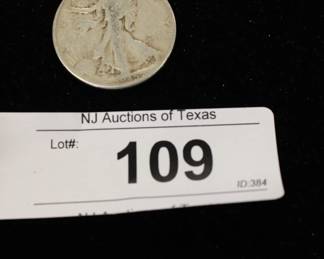 NJ Auctions of Texas
Lot#:
109
ID:384